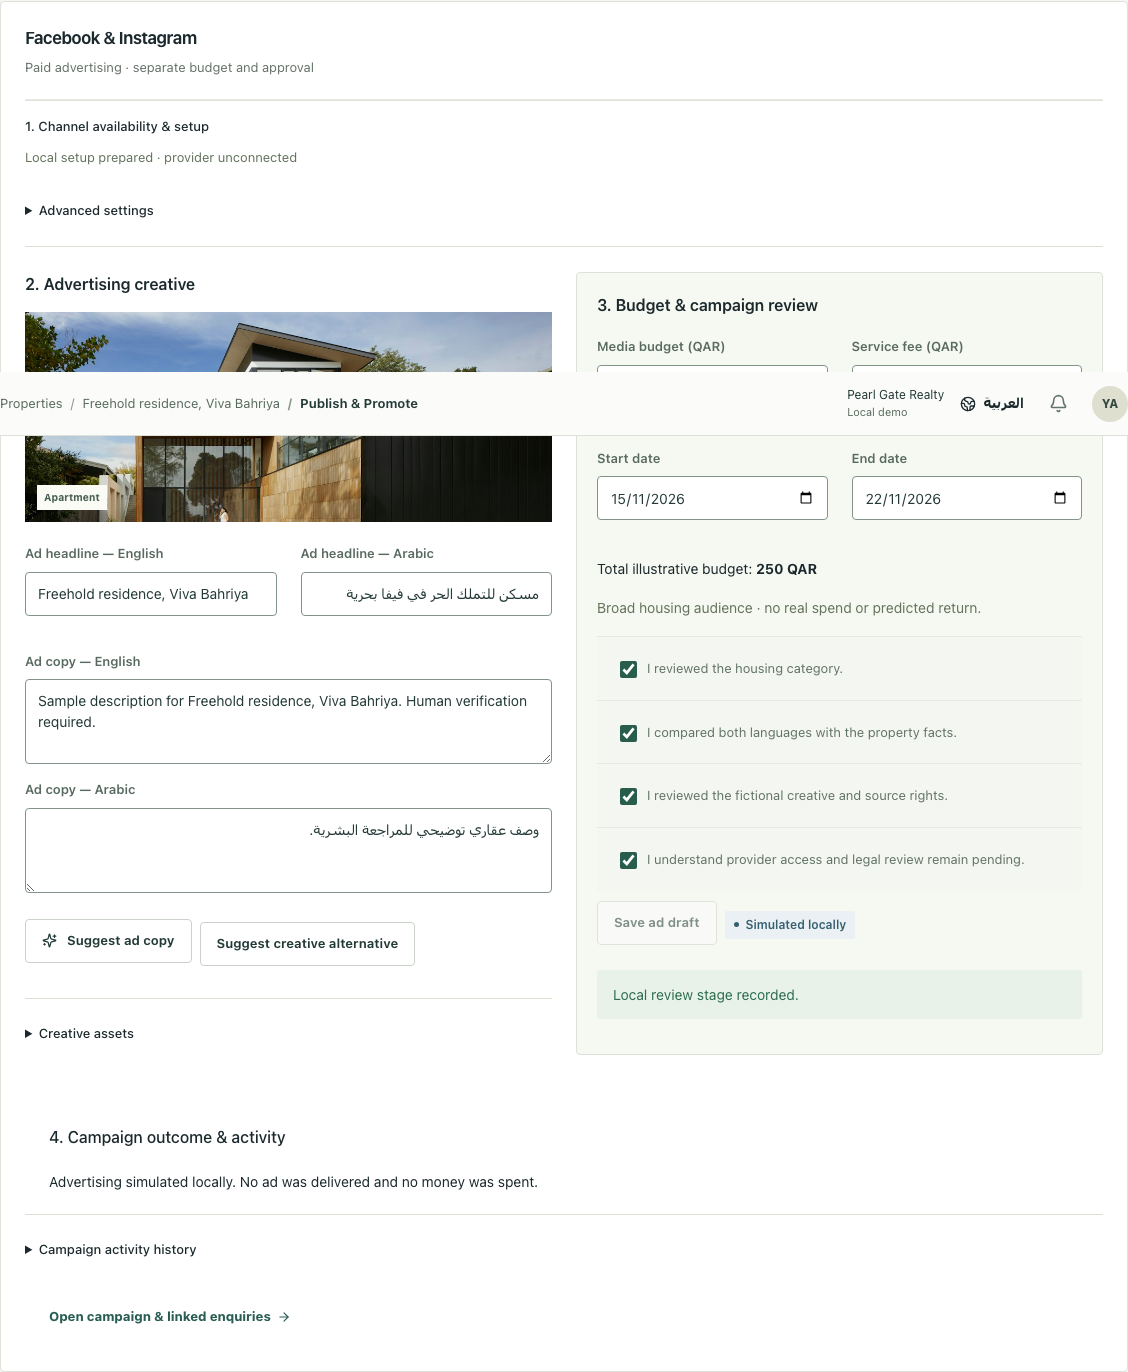 Facebook & Instagram
Paid advertising · separate budget and approval
1. Channel availability & setup
Local setup prepared · provider unconnected
Advanced settings
2. Advertising creative
Properties / Freehold residence, Viva Bahriya / Publish & Promote
Pearl Gate Realty
Local demo
العربية
YA
Apartment
Ad headline — English
Ad headline — Arabic
Freehold residence, Viva Bahriya
مسكن للتملك الحر في فيفا بحرية
Ad copy — English
Sample description for Freehold residence, Viva Bahriya. Human verification
required.
Ad copy — Arabic
وصف عقاري توضيحي للمراجعة البشرية.
Suggest ad copy
Suggest creative alternative
Creative assets
3. Budget & campaign review
Media budget (QAR)
Service fee (QAR)
Start date
End date
15/11/2026
22/11/2026
Total illustrative budget: 250 QAR
Broad housing audience · no real spend or predicted return.
I reviewed the housing category.
I compared both languages with the property facts.
I reviewed the fictional creative and source rights.
I understand provider access and legal review remain pending.
Save ad draft
Simulated locally
Local review stage recorded.
4. Campaign outcome & activity
Advertising simulated locally. No ad was delivered and no money was spent.
Campaign activity history
Open campaign & linked enquiries →